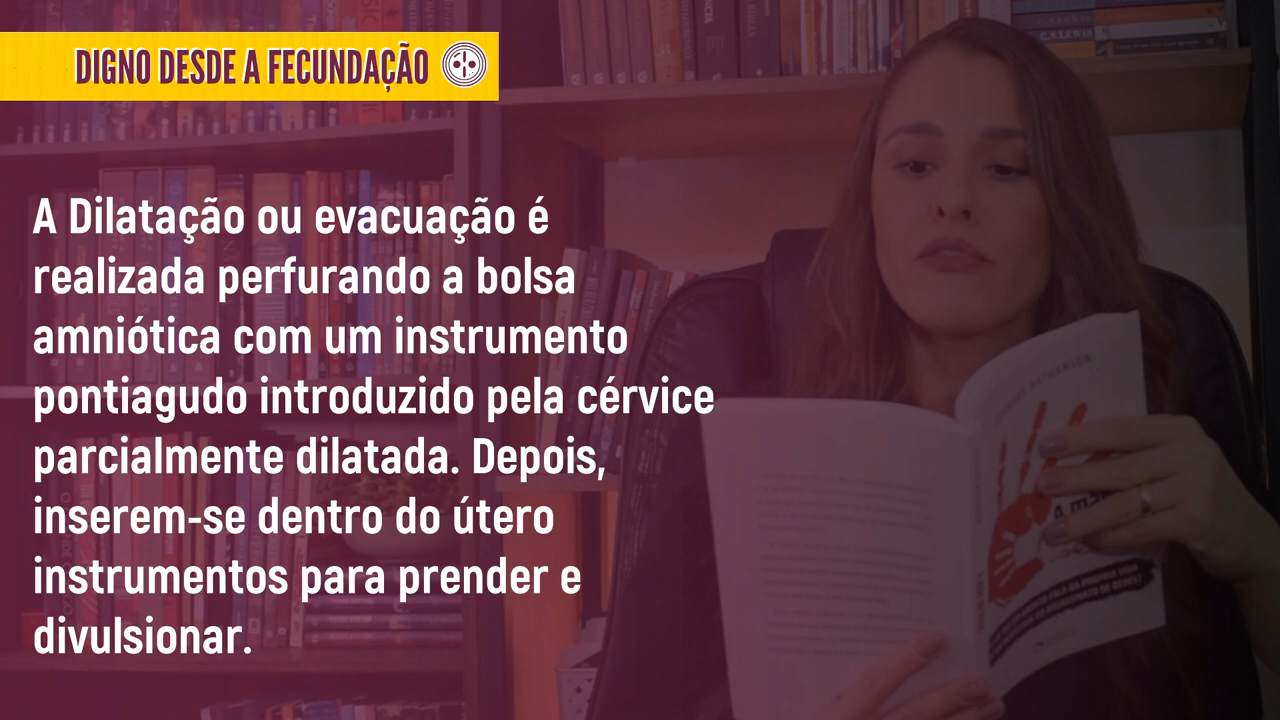 DIGNO DESDE A FECUNDAÇÃO
A Dilatação ou evacuação é
realizada perfurando a bolsa
amniótica com um instrumento
pontiagudo introduzido pela cérvice
parcialmente dilatada. Depois,
inserem-se dentro do útero
instrumentos para prender e
divulsionar.
C.S.LEWIS